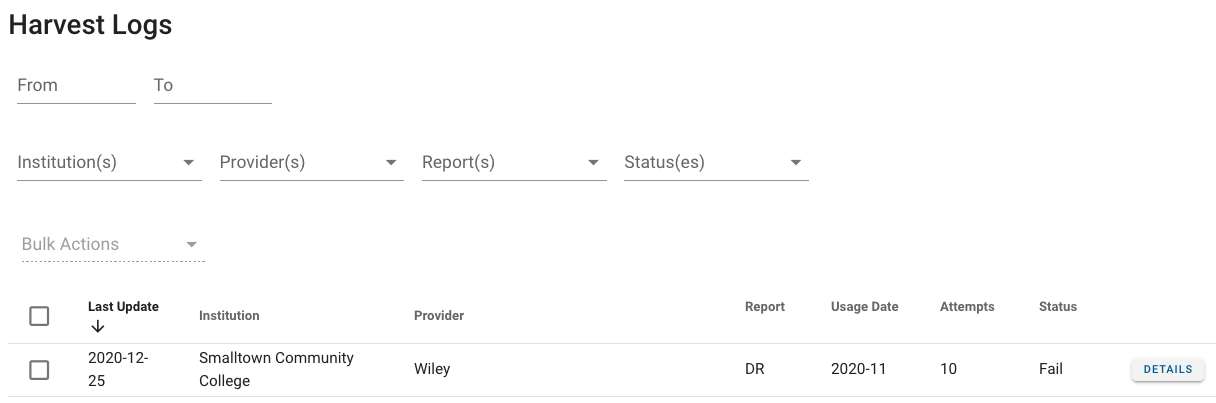 Harvest Logs
From To
Institution(s) Provider(s) Report(s) Status(es)
Bulk Actions
Last Update Institution Provider Report Usage Date Attempts Status
2020-12-
25
Smalltown Community
College
Wiley DR 2020-11 10 Fail DETAILS